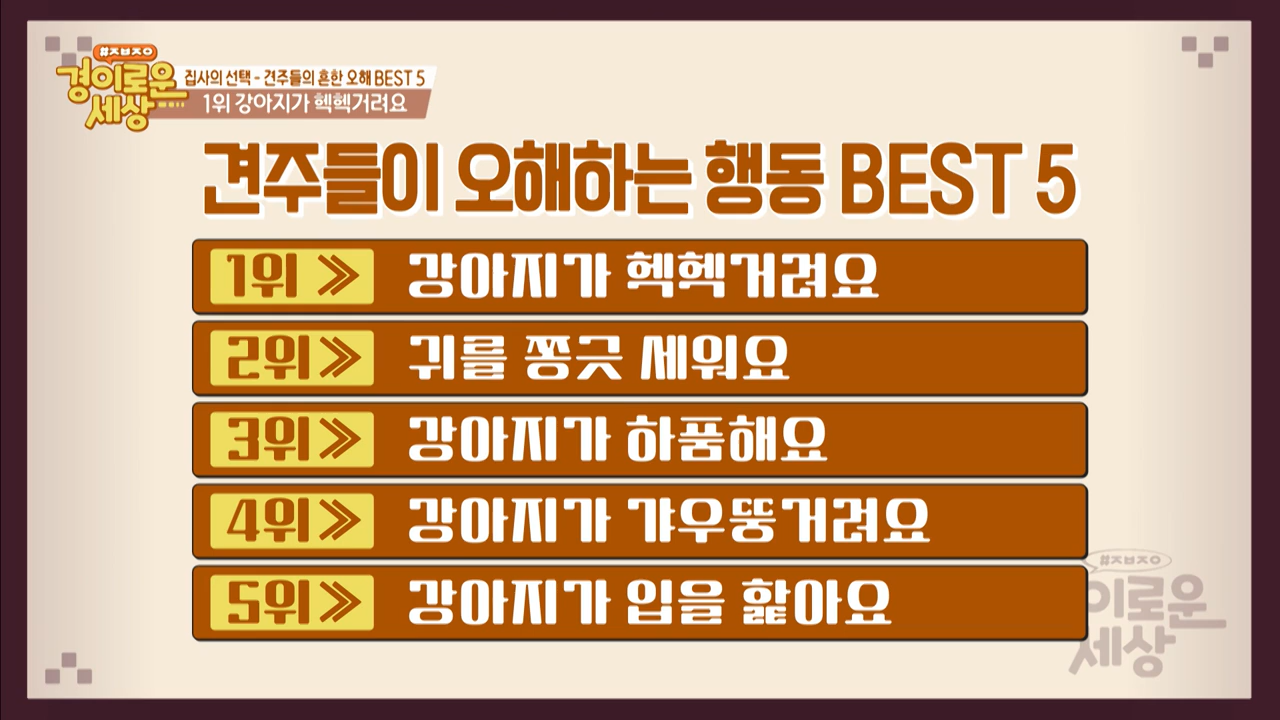 #ㅈㅂㅈㅇ
경이로운
세상
집사의 선택 - 견주들의 흔한 오해 BEST 5
1위 강아지가 헥헥거려요
견주들이 오해하는 행동 BEST 5
1위 강아지가 헥헥거려요
2위 귀를 쫑긋 세워요
3위 강아지가 하품해요
4위 강아지가 갸우뚱거려요
5위 강아지가 입을 핥아요
#ㅈㅂㅈㅇ
이로운
세상